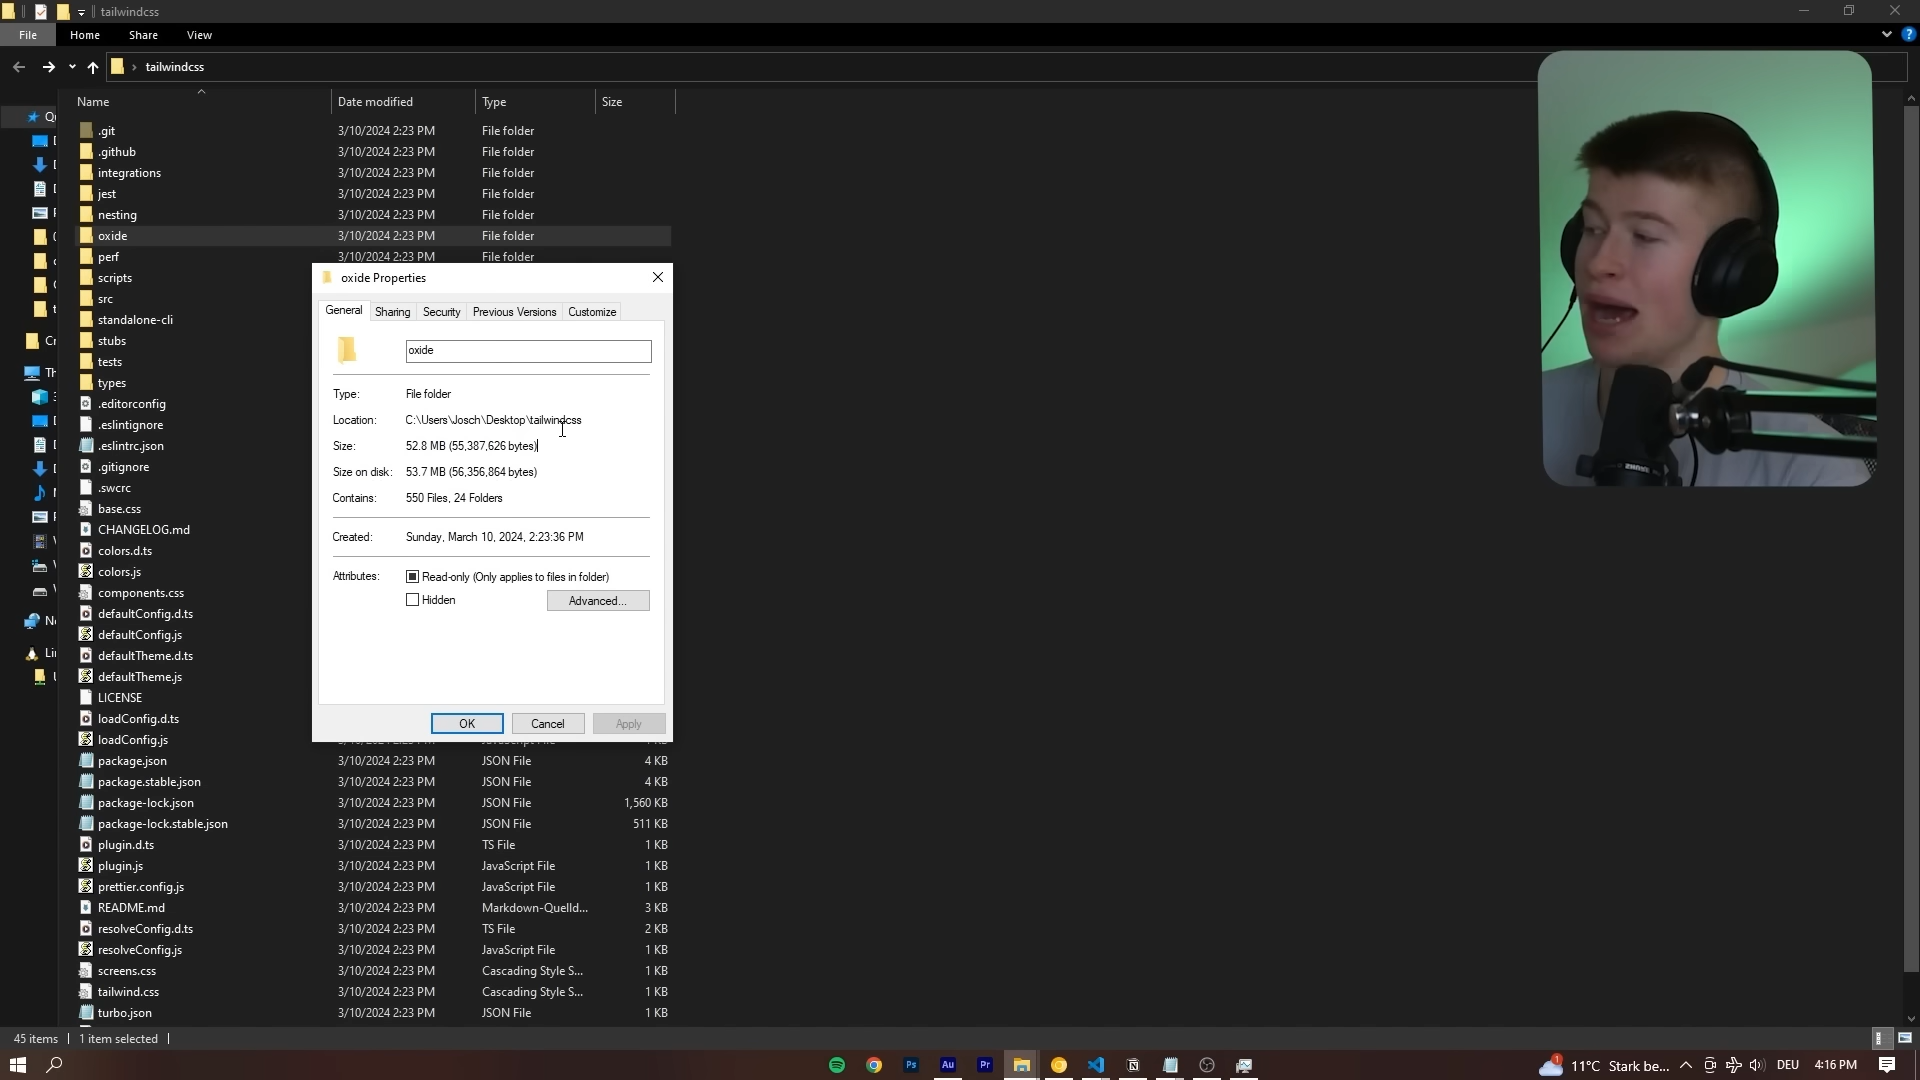 tailwindcss
File Home Share View
tailwindcss
Name Date modified Type Size
.git 3/10/2024 2:23 PM File folder
.github 3/10/2024 2:23 PM File folder
integrations 3/10/2024 2:23 PM File folder
jest 3/10/2024 2:23 PM File folder
nesting 3/10/2024 2:23 PM File folder
oxide 3/10/2024 2:23 PM File folder
perf 3/10/2024 2:23 PM File folder
scripts
src
standalone-cli
stubs
tests
types
.editorconfig
.eslintignore
.eslintrc.json
.gitignore
.swcrc
base.css
CHANGELOG.md
colors.d.ts
colors.js
components.css
defaultConfig.d.ts
defaultConfig.js
defaultTheme.d.ts
defaultTheme.js
LICENSE
loadConfig.d.ts
loadConfig.js
package.json 3/10/2024 2:23 PM JSON File 4 KB
package.stable.json 3/10/2024 2:23 PM JSON File 4 KB
package-lock.json 3/10/2024 2:23 PM JSON File 1,560 KB
package-lock.stable.json 3/10/2024 2:23 PM JSON File 511 KB
plugin.d.ts 3/10/2024 2:23 PM TS File 1 KB
plugin.js 3/10/2024 2:23 PM JavaScript File 1 KB
prettier.config.js 3/10/2024 2:23 PM JavaScript File 1 KB
README.md 3/10/2024 2:23 PM Markdown-Quelld... 3 KB
resolveConfig.d.ts 3/10/2024 2:23 PM TS File 2 KB
resolveConfig.js 3/10/2024 2:23 PM JavaScript File 1 KB
screens.css 3/10/2024 2:23 PM Cascading Style S... 1 KB
tailwind.css 3/10/2024 2:23 PM Cascading Style S... 1 KB
turbo.json 3/10/2024 2:23 PM JSON File 1 KB
oxide Properties
General Sharing Security Previous Versions Customize
oxide
Type: File folder
Location: C:\Users\Josch\Desktop\tailwindcss
Size: 52.8 MB (55,387,626 bytes)
Size on disk: 53.7 MB (56,356,864 bytes)
Contains: 550 Files, 24 Folders
Created: Sunday, March 10, 2024, 2:23:36 PM
Attributes: Read-only (Only applies to files in folder)
Hidden Advanced...
OK Cancel Apply
45 items 1 item selected
Ps Au Pr
1 11°C Stark be... DEU 4:16 PM